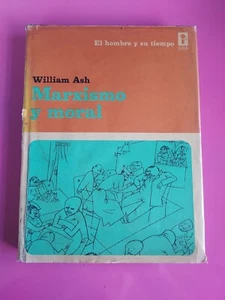 El hombre y su tiempo
William Ash
Marxismo
y moral